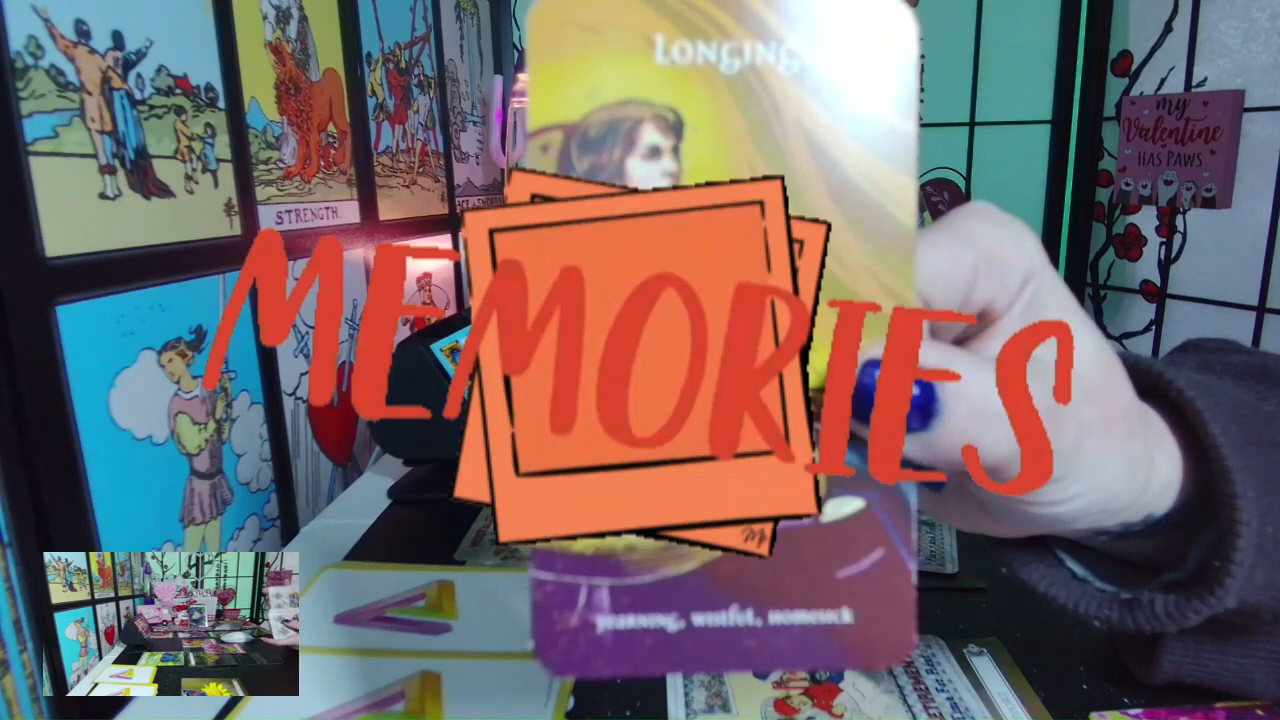 LONGING
STRENGTH.
my
Valentine
HAS PAWS
MEMORIES
yearning, wistful, homesick